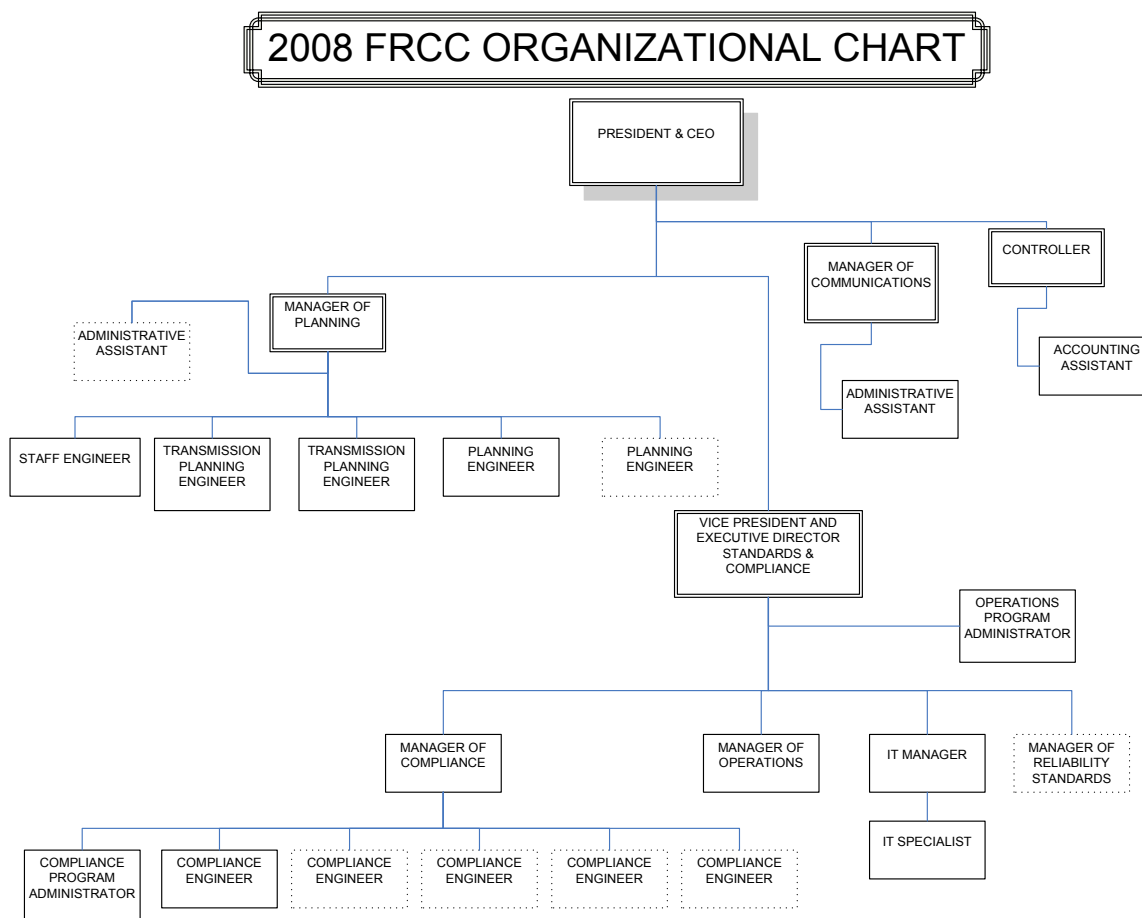 2008 FRCC ORGANIZATIONAL CHART
PRESIDENT & CEO
MANAGER OF
COMMUNICATIONS
CONTROLLER
MANAGER OF
PLANNING
ADMINISTRATIVE
ASSISTANT
ACCOUNTING
ASSISTANT
ADMINISTRATIVE
ASSISTANT
STAFF ENGINEER
TRANSMISSION
PLANNING
ENGINEER
TRANSMISSION
PLANNING
ENGINEER
PLANNING
ENGINEER
PLANNING
ENGINEER
VICE PRESIDENT AND
EXECUTIVE DIRECTOR
STANDARDS &
COMPLIANCE
OPERATIONS
PROGRAM
ADMINISTRATOR
MANAGER OF
COMPLIANCE
MANAGER OF
OPERATIONS
IT MANAGER
MANAGER OF
RELIABILITY
STANDARDS
IT SPECIALIST
COMPLIANCE
PROGRAM
ADMINISTRATOR
COMPLIANCE
ENGINEER
COMPLIANCE
ENGINEER
COMPLIANCE
ENGINEER
COMPLIANCE
ENGINEER
COMPLIANCE
ENGINEER